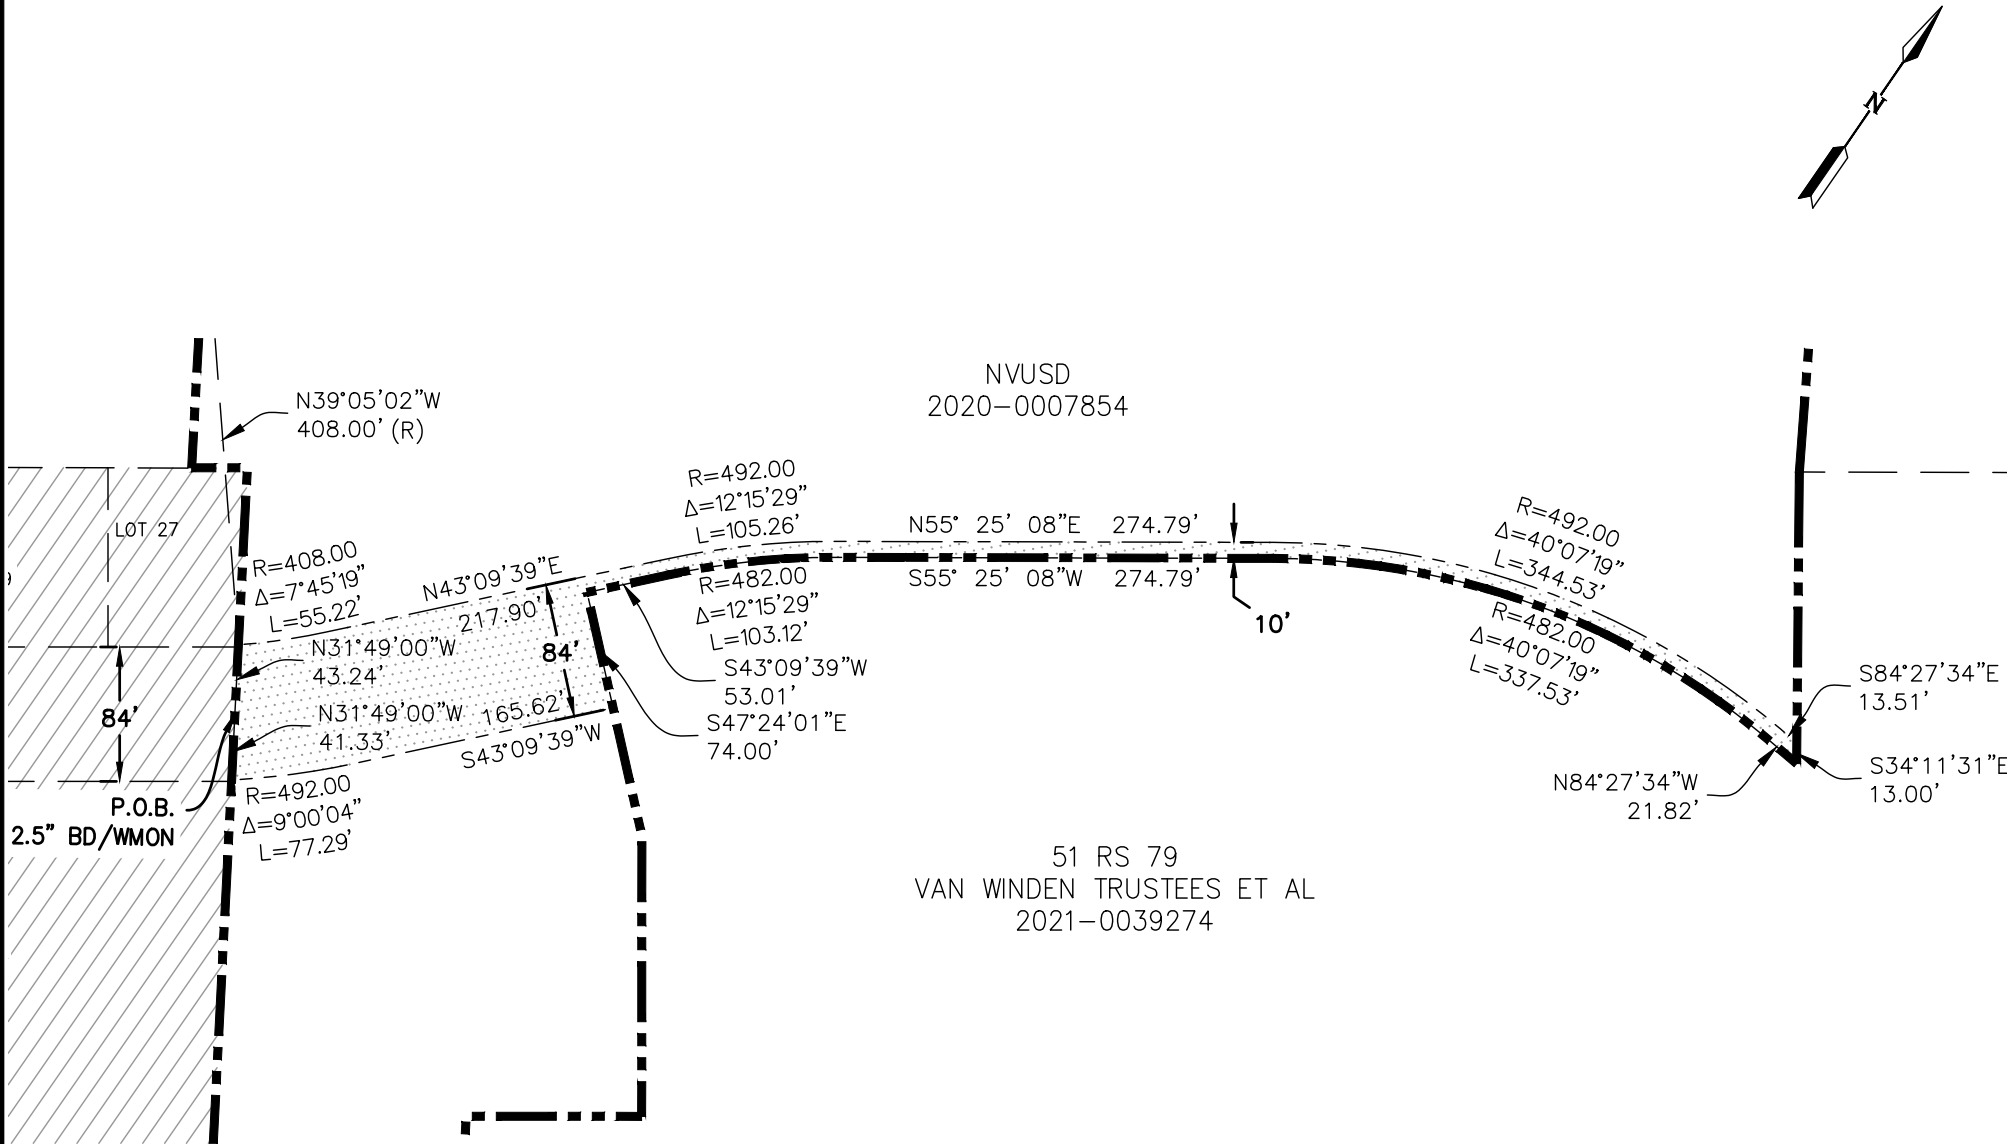 N
NVUSD
2020-0007854
N39°05'02"W
408.00' (R)
LOT 27
R=408.00
Δ=7°45'19"
L=55.22'
N43°09'39"E
217.90'
R=492.00
Δ=12°15'29"
L=105.26'
N55° 25' 08"E 274.79'
S55° 25' 08"W 274.79'
R=482.00
Δ=12°15'29"
L=103.12'
10'
R=492.00
Δ=40°07'19"
L=344.53'
R=482.00
Δ=40°07'19"
L=337.53'
N31°49'00"W
43.24'
84'
84'
N31°49'00"W
41.33'
165.62'
S43°09'39"W
S43°09'39"W
53.01'
S47°24'01"E
74.00'
S84°27'34"E
13.51'
S34°11'31"E
13.00'
N84°27'34"W
21.82'
P.O.B.
2.5" BD/WMON
R=492.00
Δ=9°00'04"
L=77.29'
51 RS 79
VAN WINDEN TRUSTEES ET AL
2021-0039274